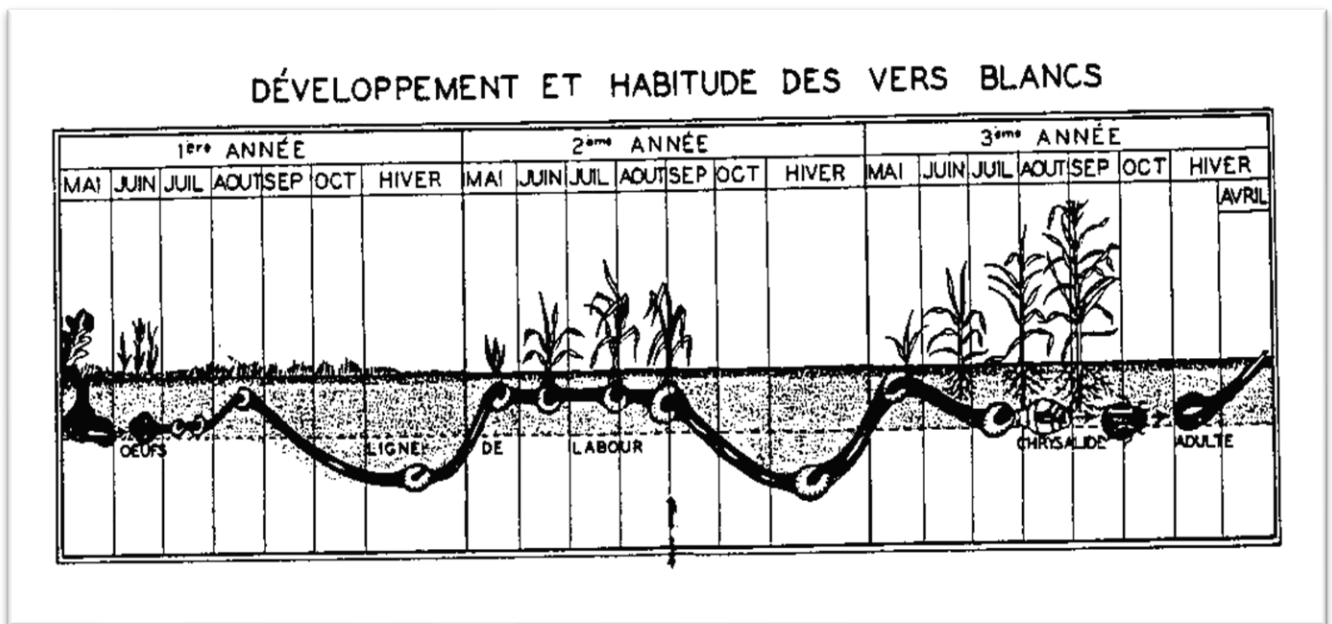 DÉVELOPPEMENT ET HABITUDE DES VERS BLANCS
1ère ANNÉE 2ème ANNÉE 3ème ANNÉE
MAI JUIN JUIL AOUT SEP OCT HIVER MAI JUIN JUIL AOUT SEP OCT HIVER MAI JUIN JUIL AOUT SEP OCT HIVER
AVRIL
OEUFS LIGNE DE LABOUR CHRYSALIDE ADULTE